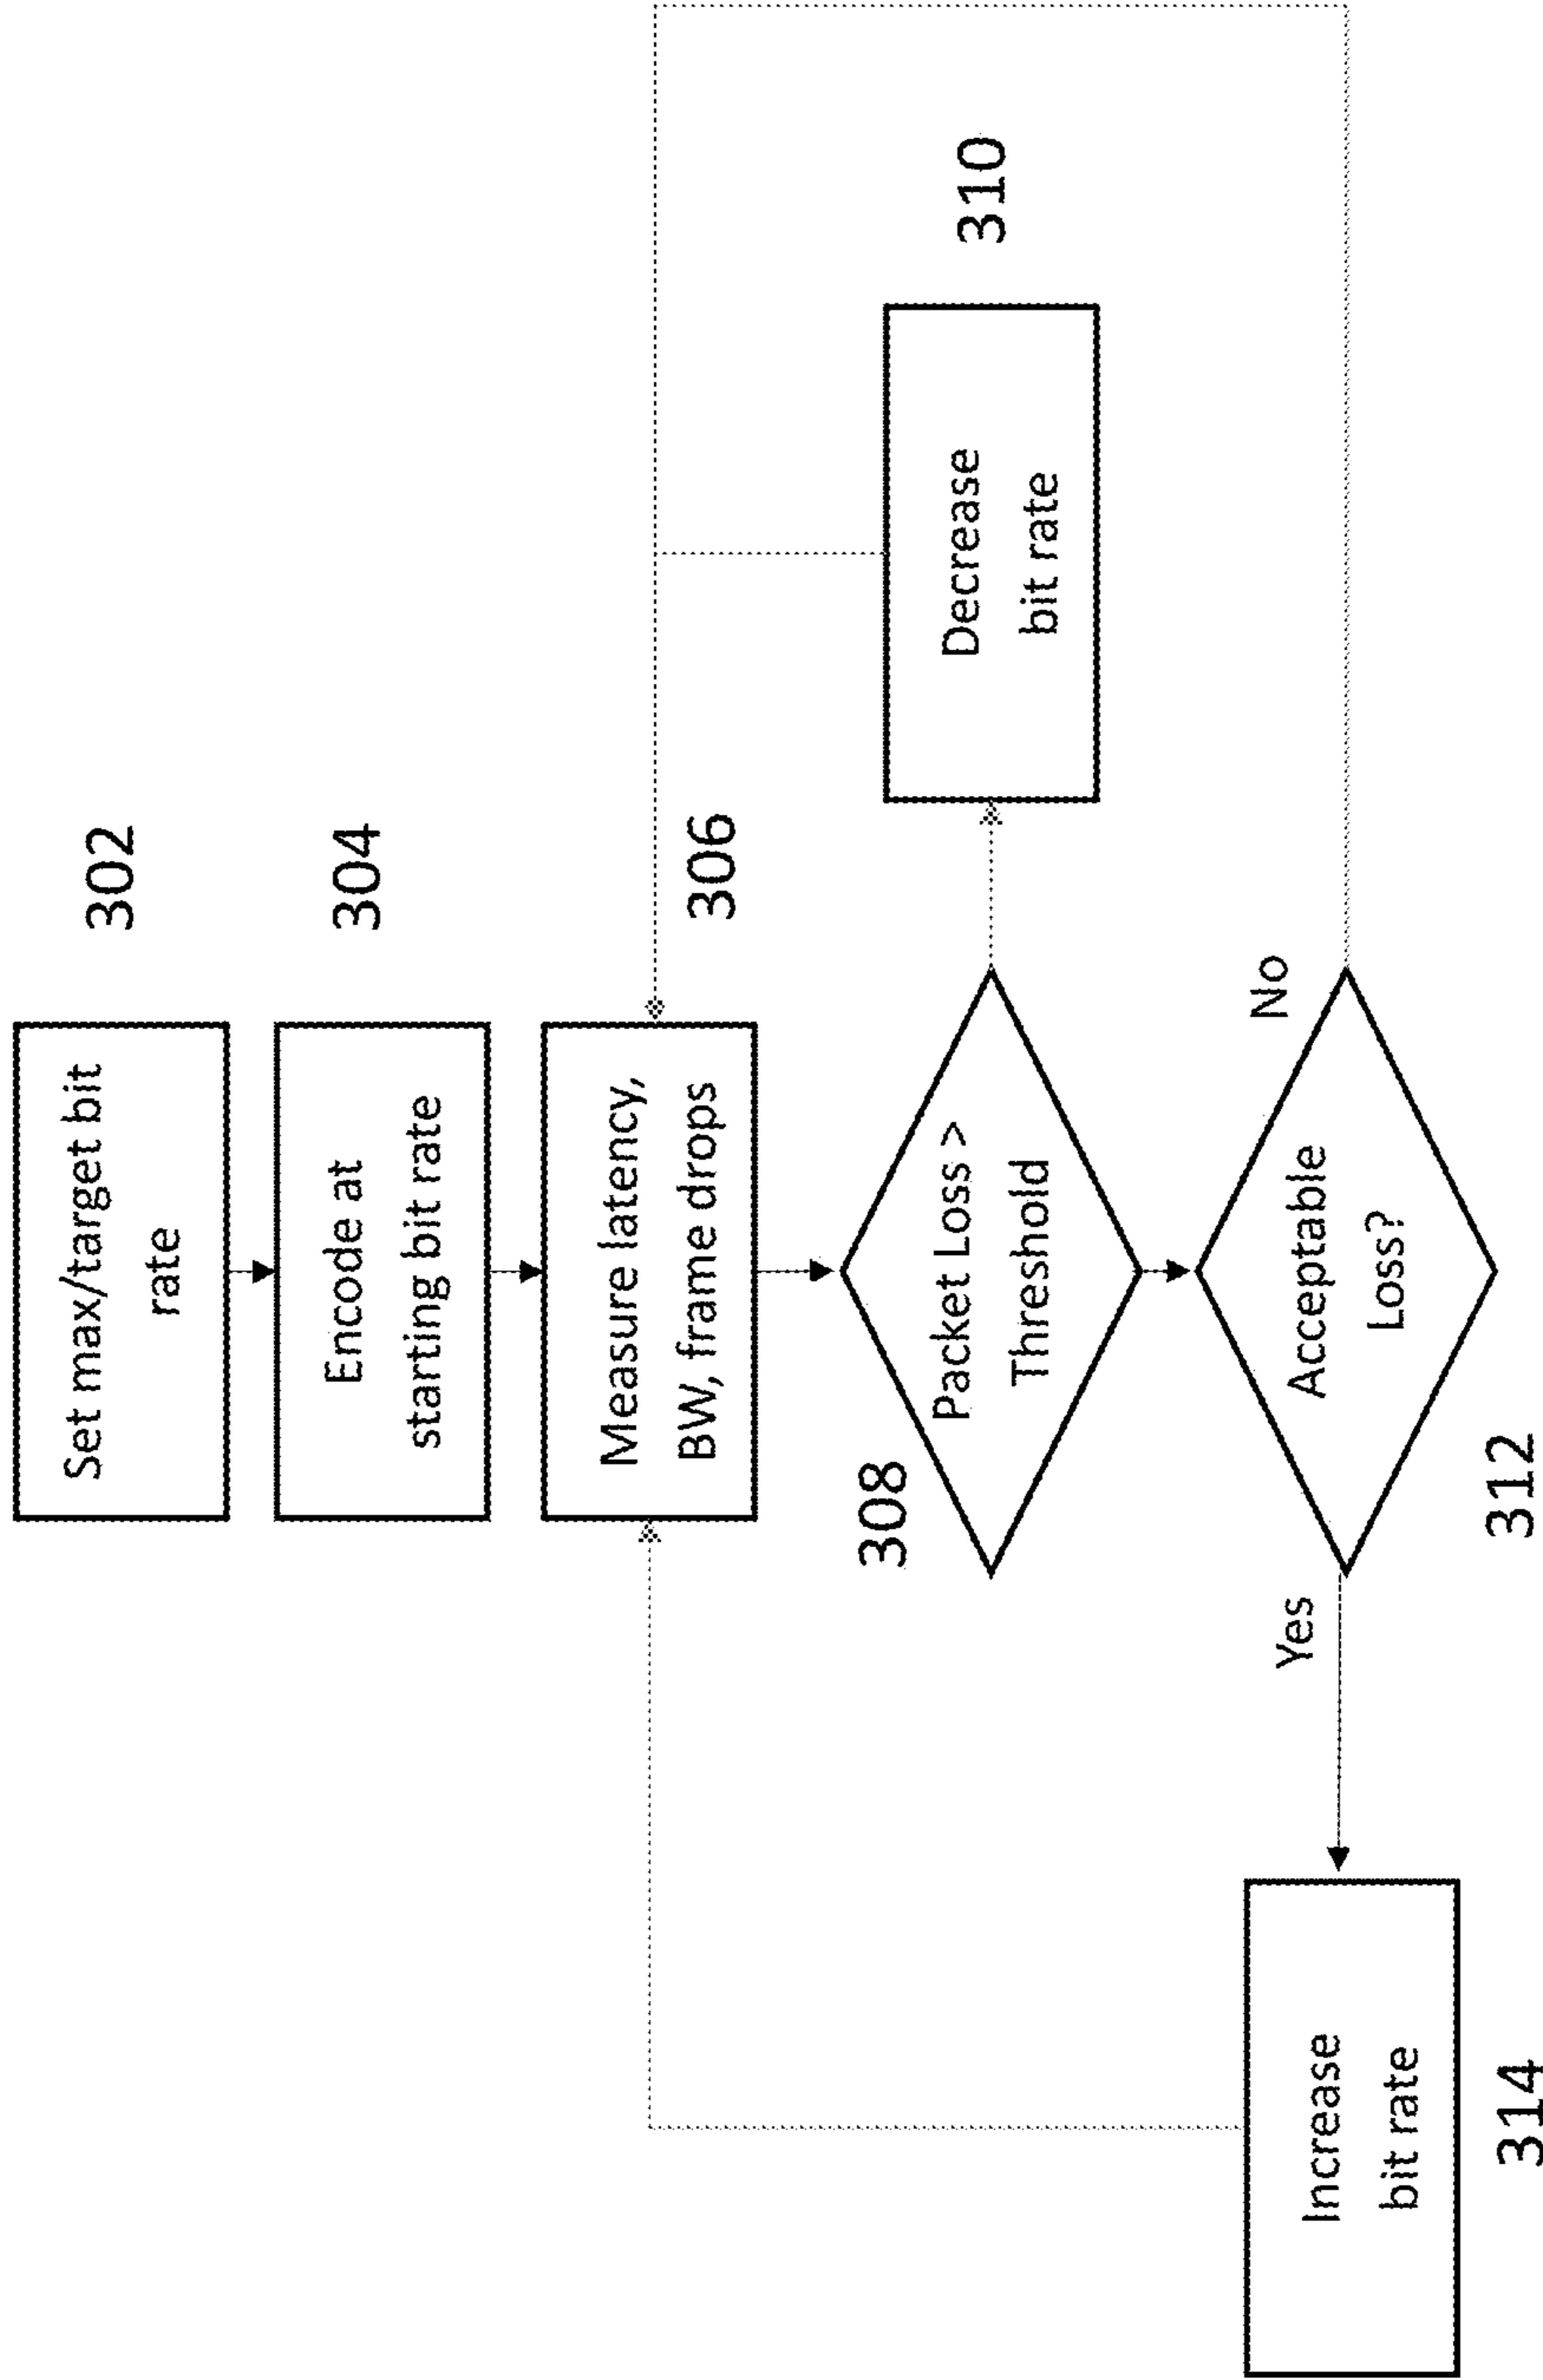 Set max/target bit
rate
302
Encode at
starting bit rate
304
Measure latency,
BW, frame drops
306
308
Packet Loss >
Threshold
Decrease
bit rate
310
Acceptable
Loss?
No
Yes
312
Increase
bit rate
314